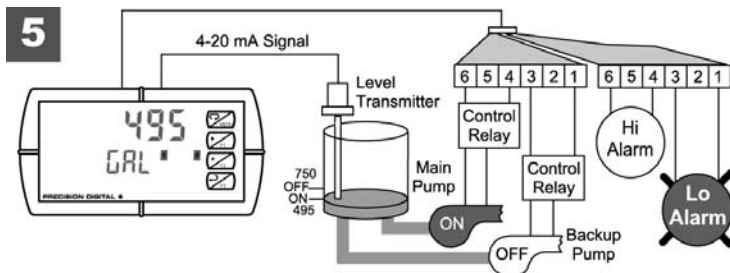 5
4-20 mA Signal
495
GAL
PRECISION DIGITAL
Level
Transmitter
750
OFF
ON
495
Main
Pump
ON
OFF
Backup
Pump
6 5 4 3 2 1
6 5 4 3 2 1
Control
Relay
Control
Relay
Hi
Alarm
Lo
Alarm